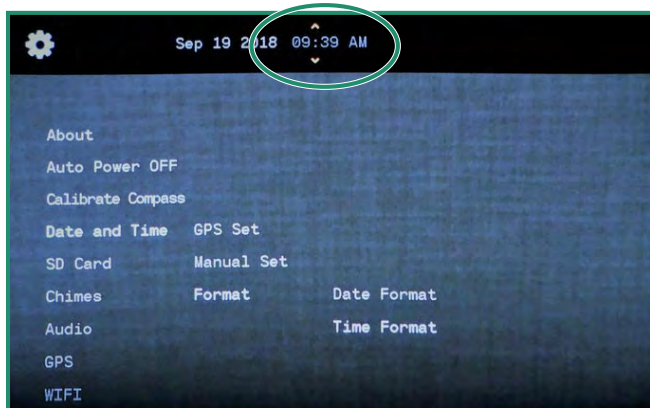 Sep 19 2018 09:39 AM
About
Auto Power OFF
Calibrate Compass
Date and Time GPS Set
SD Card Manual Set
Chimes Format Date Format
Audio Time Format
GPS
WIFI